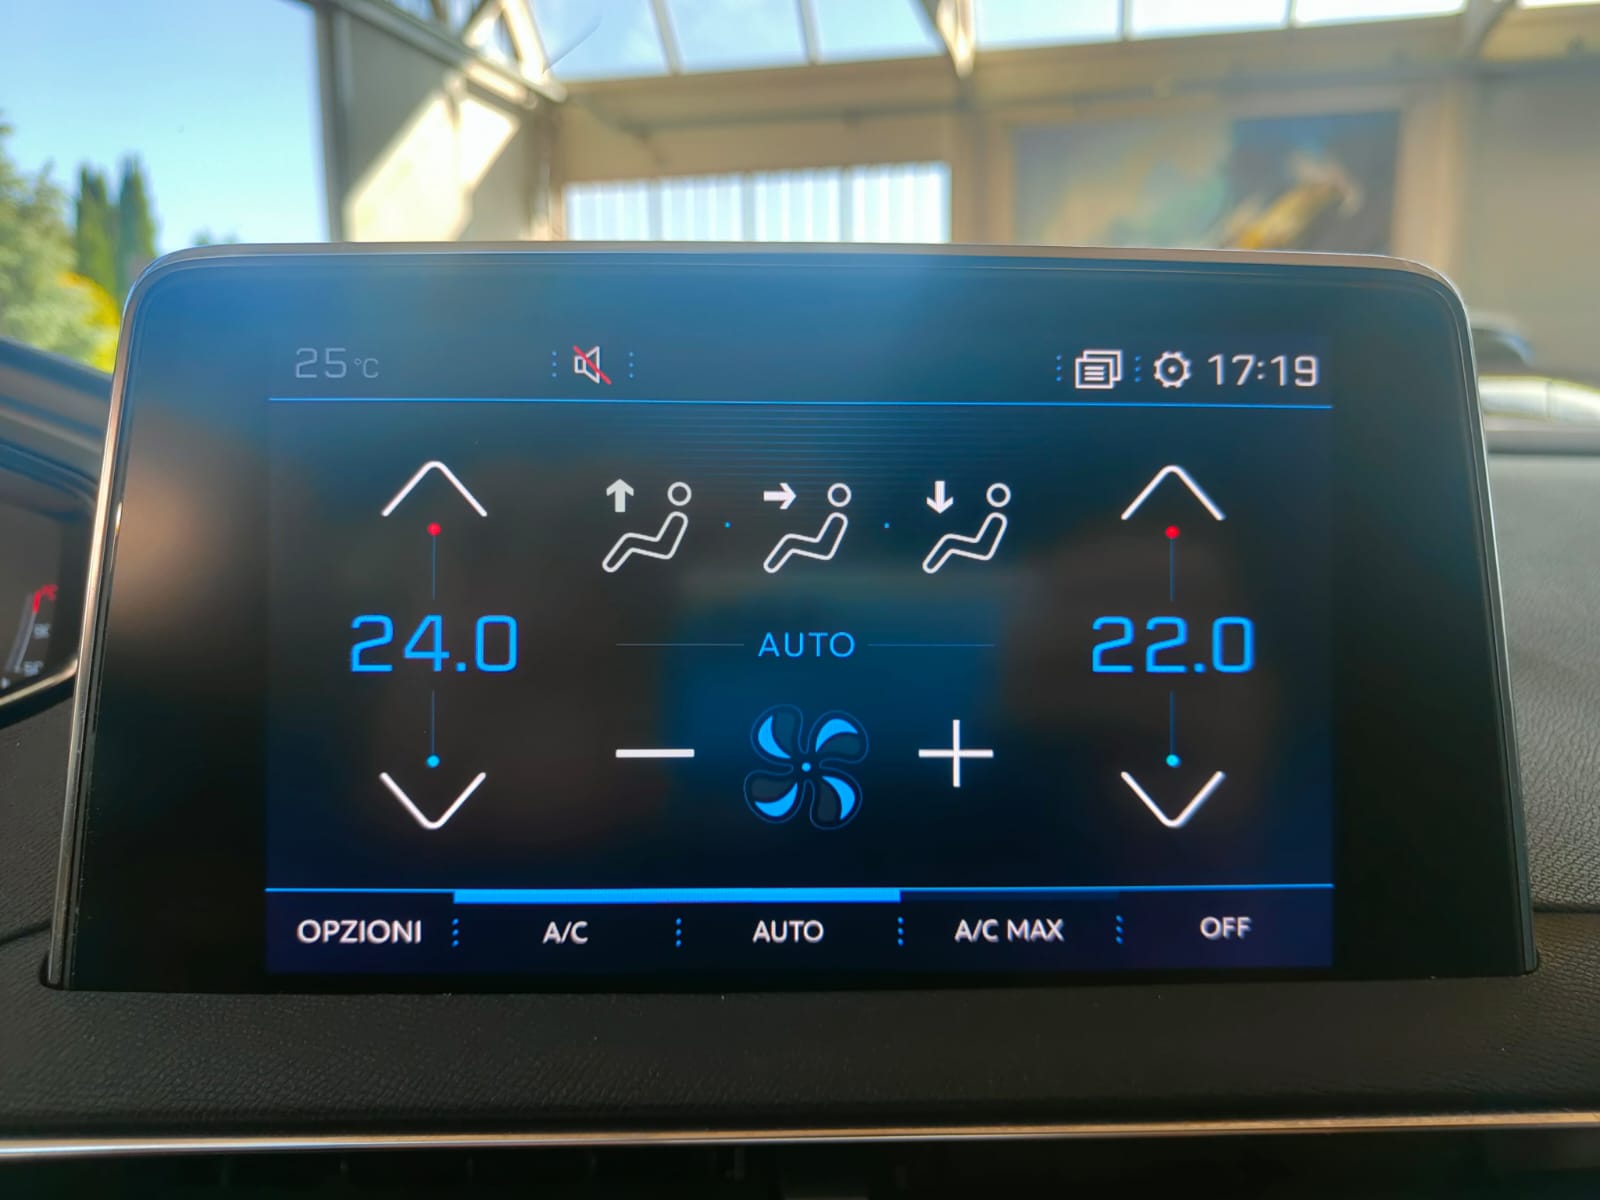 25°C 17:19
24.0 AUTO 22.0
OPZIONI A/C AUTO A/C MAX OFF